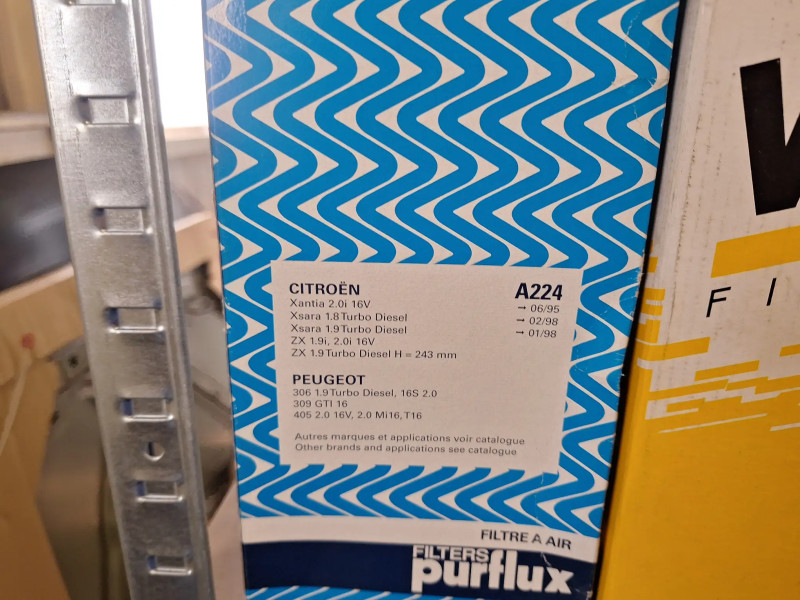 CITROËN A224
Xantia 2.0i 16V → 06/95
Xsara 1.8 Turbo Diesel → 02/98
Xsara 1.9 Turbo Diesel → 01/98
ZX 1.9i, 2.0i 16V
ZX 1.9 Turbo Diesel H = 243 mm
PEUGEOT
306 1.9 Turbo Diesel, 16S 2.0
309 GTI 16
405 2.0 16V, 2.0 Mi16, T16
Autres marques et applications voir catalogue
Other brands and applications see catalogue
FILTRE A AIR
FILTERS
purflux
F I